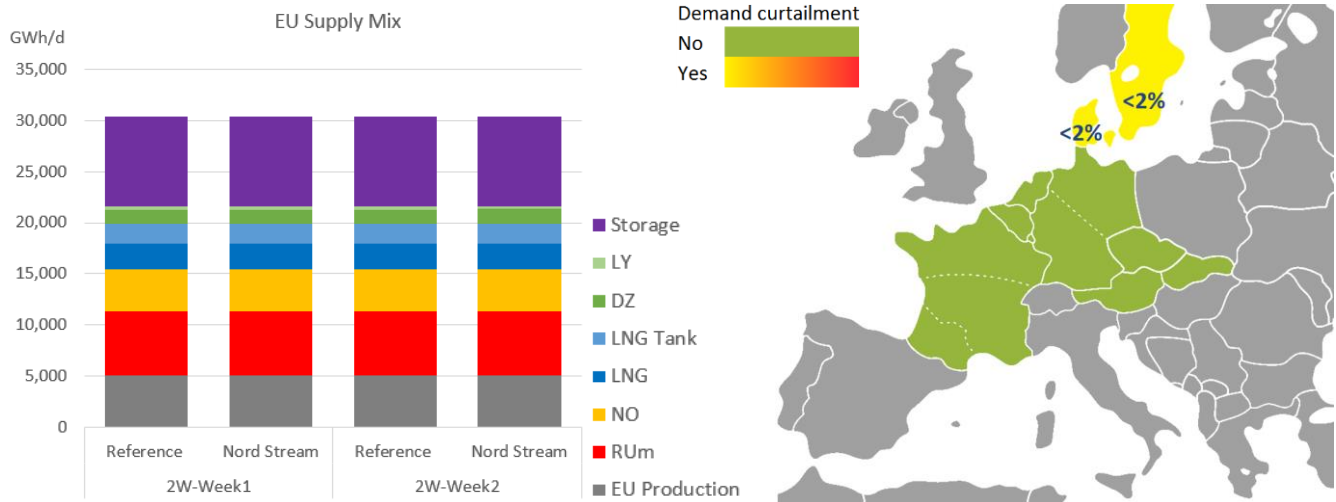 EU Supply Mix
GWh/d
35,000
30,000
25,000
20,000
15,000
10,000
5,000
0
Reference Nord Stream Reference Nord Stream
2W-Week1 2W-Week2
Storage
LY
DZ
LNG Tank
LNG
NO
RUm
EU Production
Demand curtailment
No
Yes
<2%
<2%